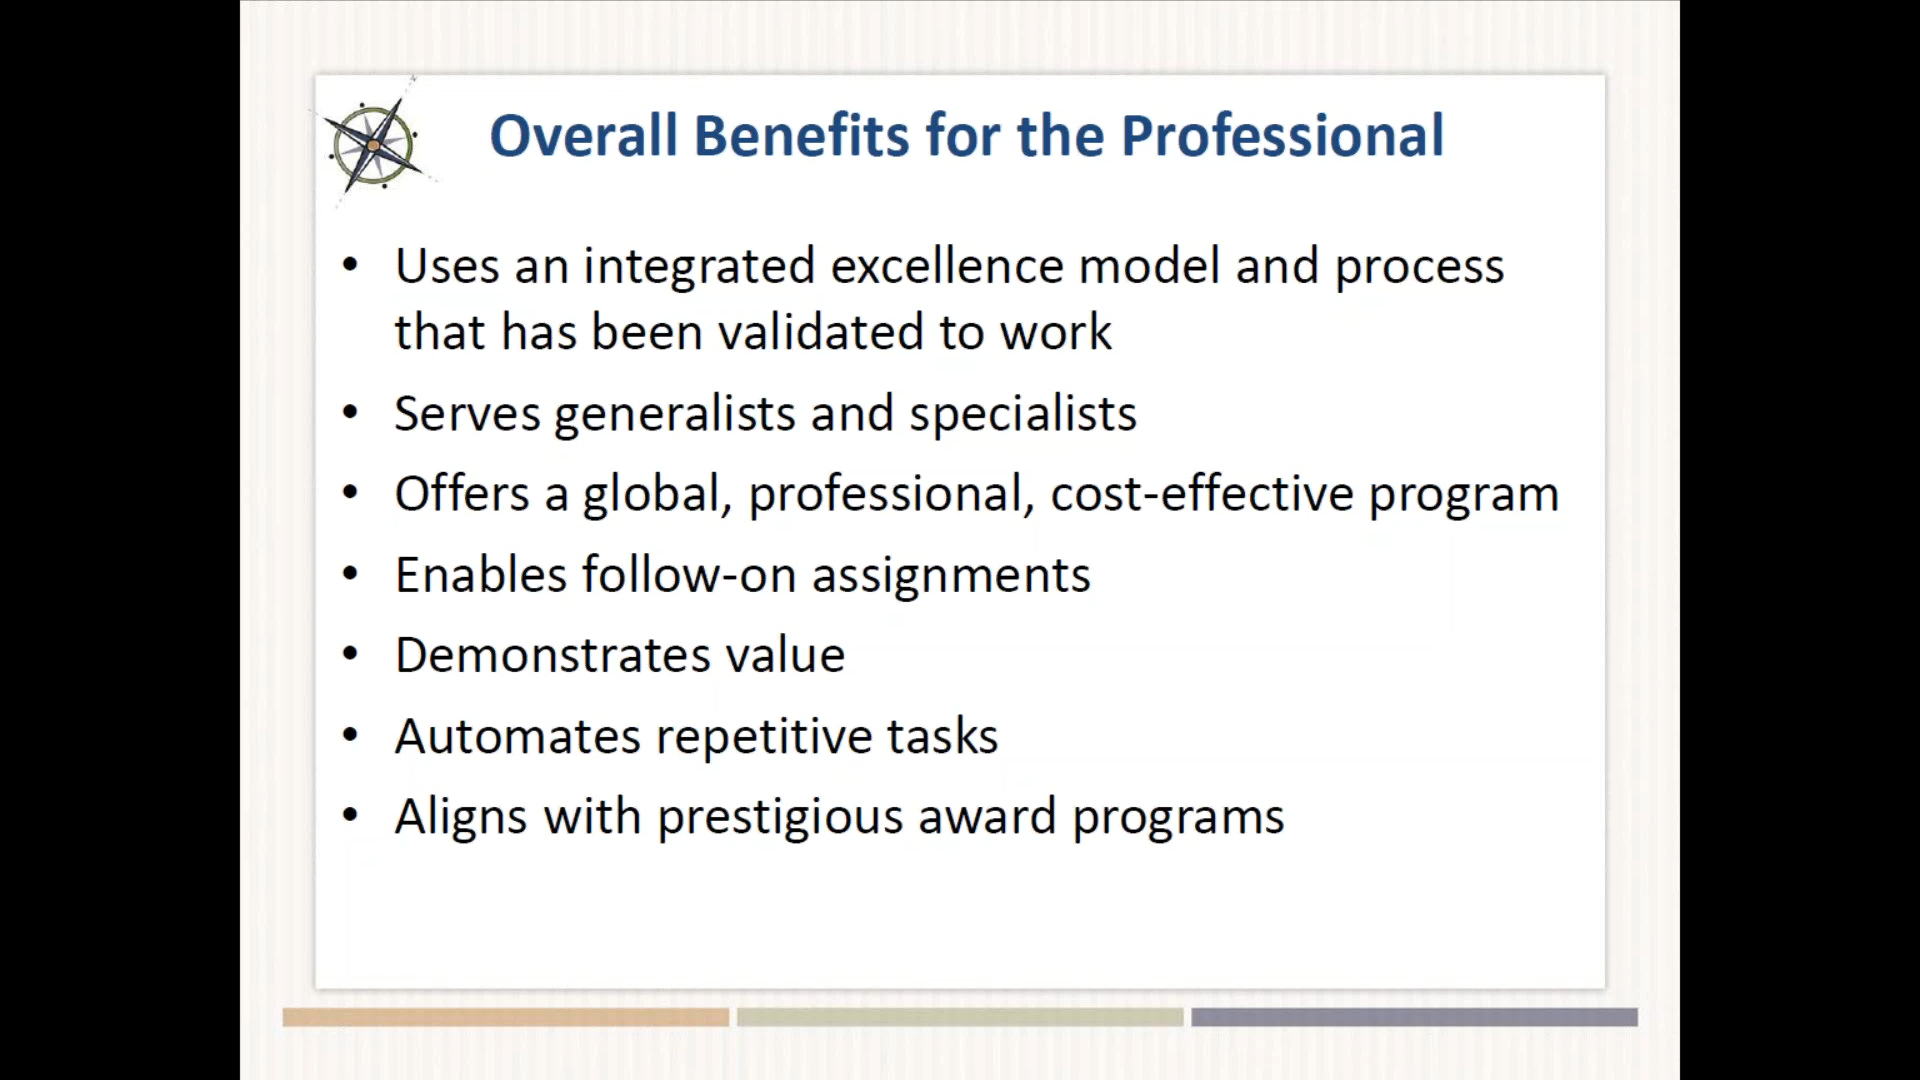 Overall Benefits for the Professional
• Uses an integrated excellence model and process
that has been validated to work
• Serves generalists and specialists
• Offers a global, professional, cost-effective program
• Enables follow-on assignments
• Demonstrates value
• Automates repetitive tasks
• Aligns with prestigious award programs